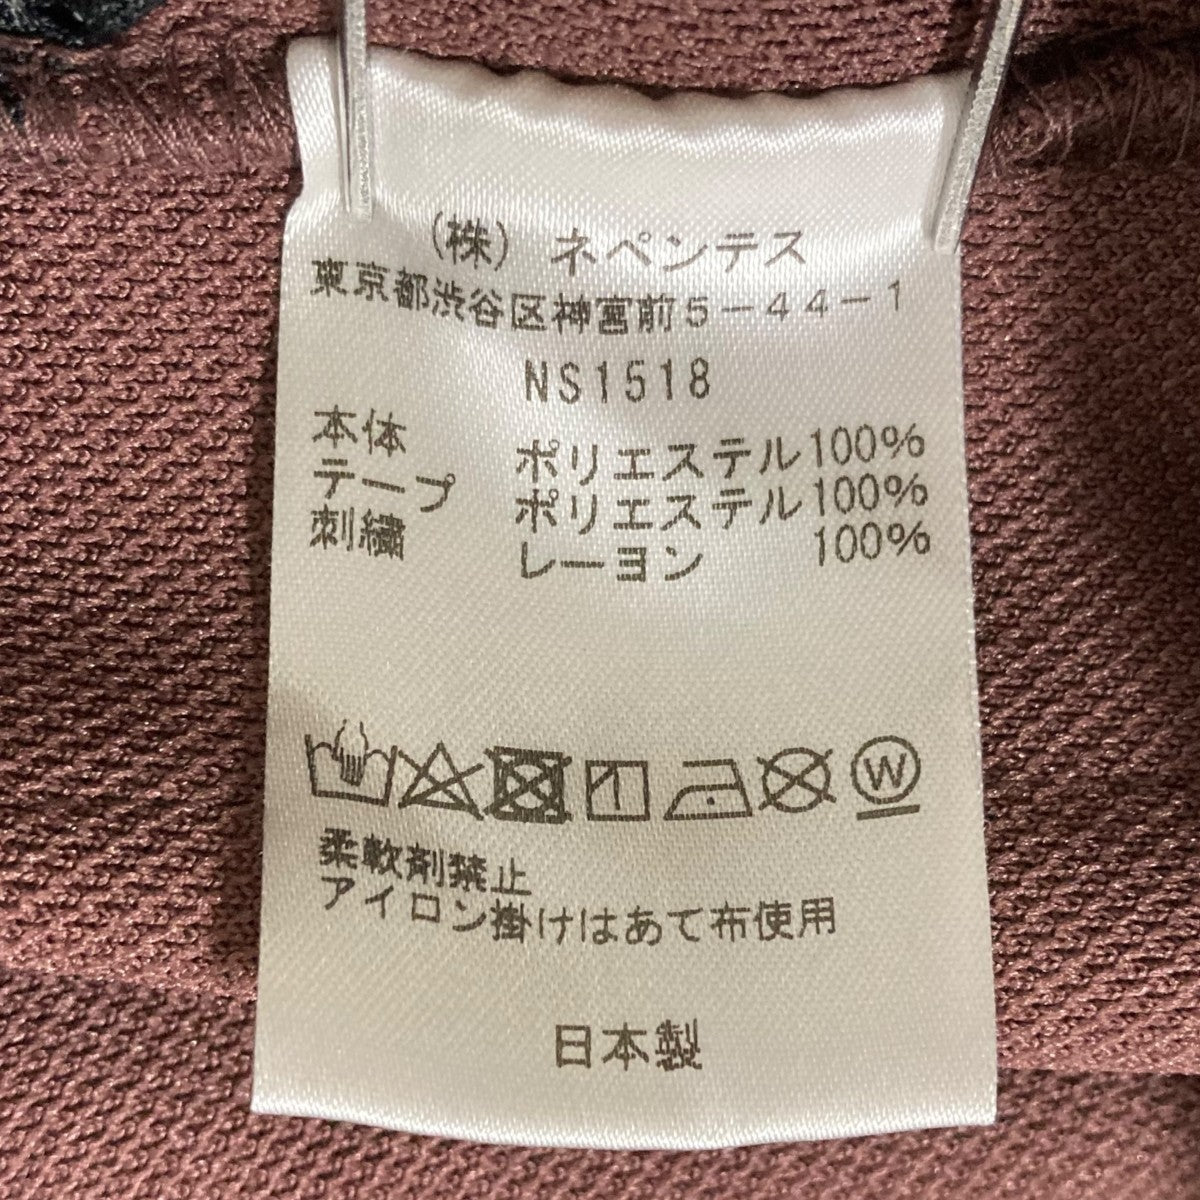 (株) ネペンテス
東京都渋谷区神宮前5-44-1
NS1518
本体 ポリエステル100%
テープ ポリエステル100%
刺繍 レーヨン 100%
W
柔軟剤禁止
アイロン掛けはあて布使用
日本製